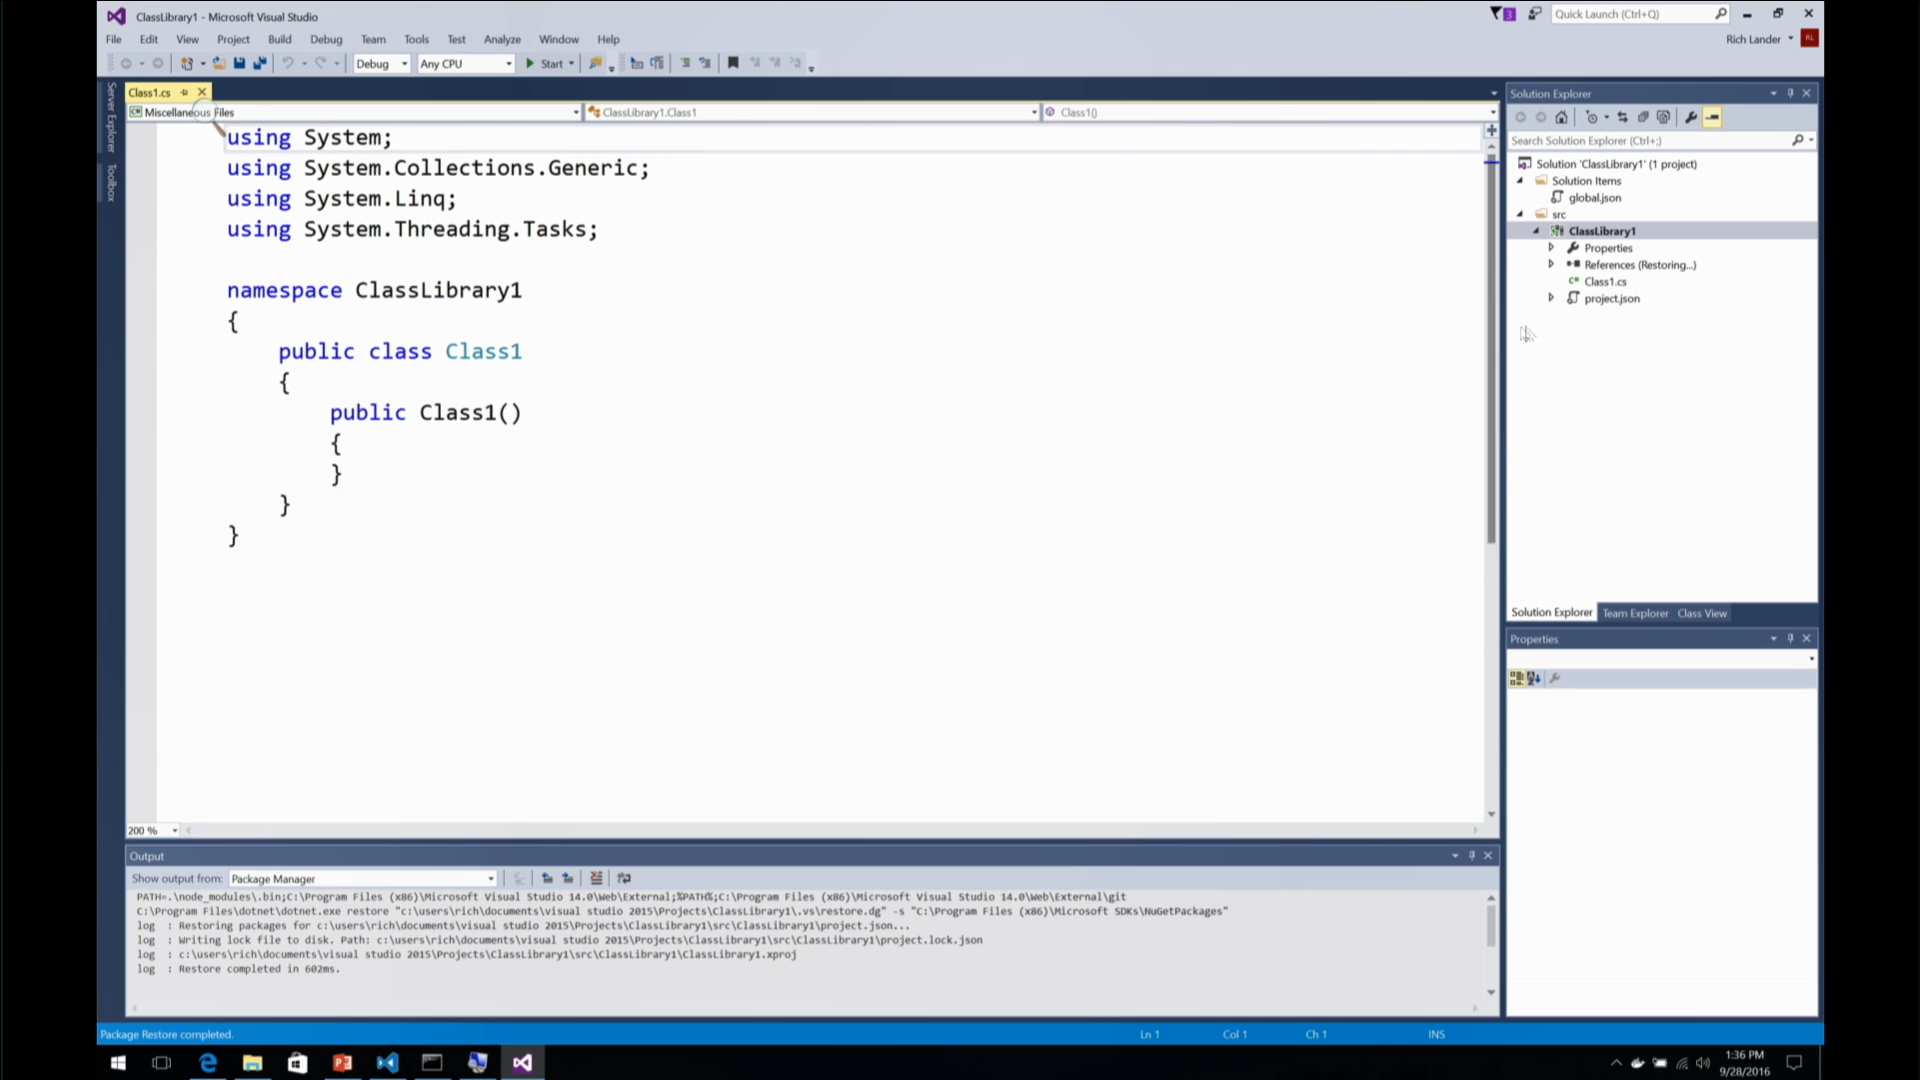 ClassLibrary1 - Microsoft Visual Studio
3
Quick Launch (Ctrl+Q)
File Edit View Project Build Debug Team Tools Test Analyze Window Help
Rich Lander
RL
Debug Any CPU Start
Server Explorer
Toolbox
Class1.cs
Miscellaneous Files ClassLibrary1.Class1 Class1()
using System;
using System.Collections.Generic;
using System.Linq;
using System.Threading.Tasks;
namespace ClassLibrary1
{
public class Class1
{
public Class1()
{
}
}
}
200 %
Solution Explorer
Search Solution Explorer (Ctrl+;)
Solution 'ClassLibrary1' (1 project)
Solution Items
global.json
src
ClassLibrary1
Properties
References (Restoring...)
Class1.cs
project.json
Solution Explorer Team Explorer Class View
Properties
Output
Show output from: Package Manager
PATH=.\node_modules\.bin;C:\Program Files (x86)\Microsoft Visual Studio 14.0\Web\External;%PATH%;C:\Program Files (x86)\Microsoft Visual Studio 14.0\Web\External\git
C:\Program Files\dotnet\dotnet.exe restore "c:\users\rich\documents\visual studio 2015\Projects\ClassLibrary1\.vs\restore.dg" -s "C:\Program Files (x86)\Microsoft SDKs\NuGetPackages"
log : Restoring packages for c:\users\rich\documents\visual studio 2015\Projects\ClassLibrary1\src\ClassLibrary1\project.json...
log : Writing lock file to disk. Path: c:\users\rich\documents\visual studio 2015\Projects\ClassLibrary1\src\ClassLibrary1\project.lock.json
log : c:\users\rich\documents\visual studio 2015\Projects\ClassLibrary1\src\ClassLibrary1\ClassLibrary1.xproj
log : Restore completed in 602ms.
Package Restore completed. Ln 1 Col 1 Ch 1 INS
1:36 PM
9/28/2016